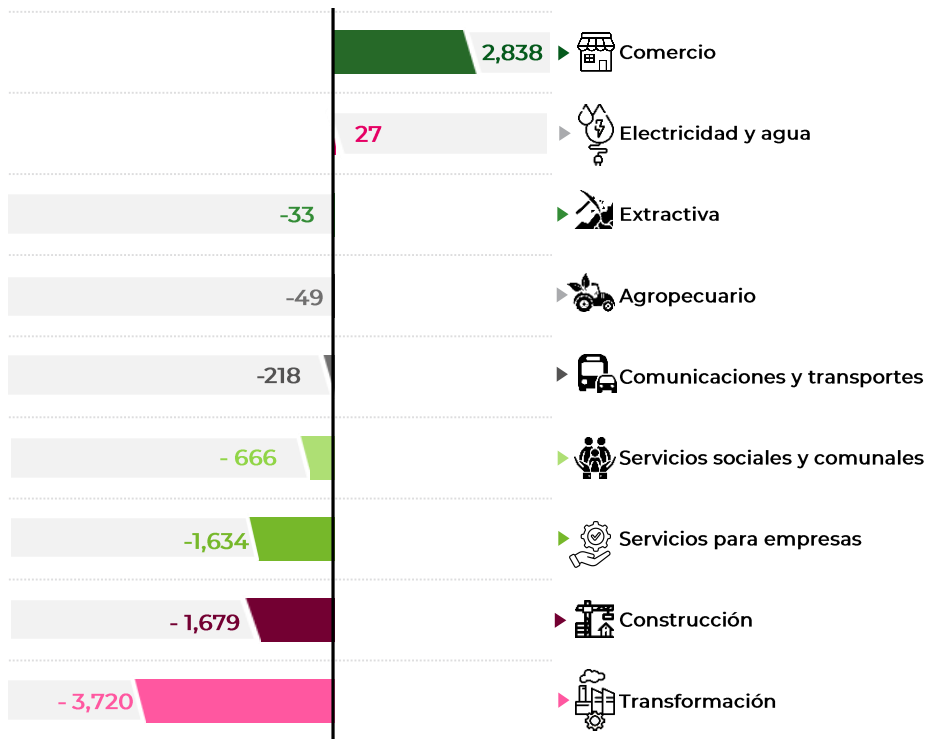 2,838 Comercio
27 Electricidad y agua
-33 Extractiva
-49 Agropecuario
-218 Comunicaciones y transportes
- 666 Servicios sociales y comunales
-1,634 Servicios para empresas
- 1,679 Construcción
- 3,720 Transformación